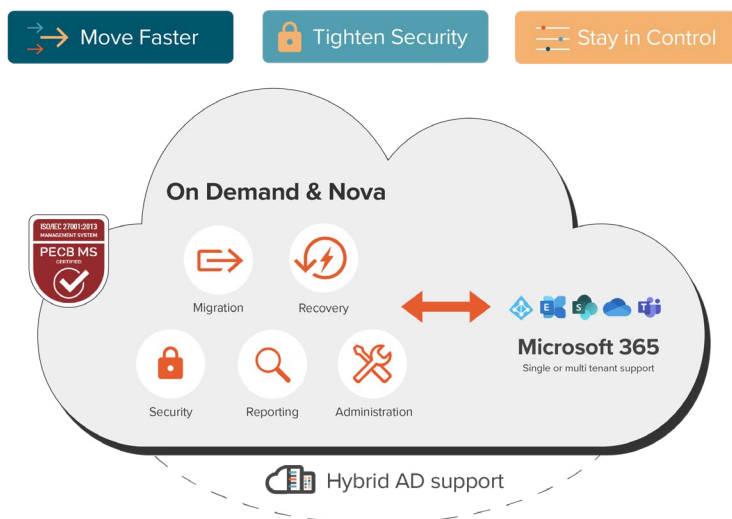 Move Faster
Tighten Security
Stay in Control
On Demand & Nova
ISO/IEC 27001:2013
MANAGEMENT SYSTEM
PECB MS
CERTIFIED
Migration
Recovery
Security
Reporting
Administration
E
S
T
Microsoft 365
Single or multi tenant support
Hybrid AD support